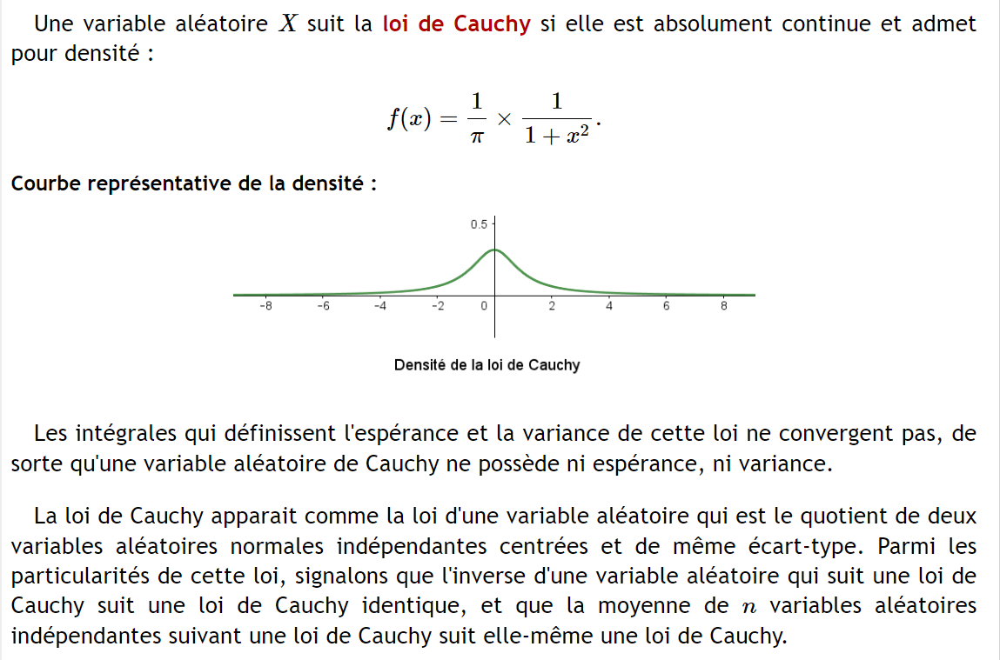 Une variable aléatoire X suit la loi de Cauchy si elle est absolument continue et admet
pour densité :
f(x) = 1/π × 1/(1 + x²).
Courbe représentative de la densité :
0.5
-8 -6 -4 -2 0 2 4 6 8
Densité de la loi de Cauchy
Les intégrales qui définissent l'espérance et la variance de cette loi ne convergent pas, de
sorte qu'une variable aléatoire de Cauchy ne possède ni espérance, ni variance.
La loi de Cauchy apparait comme la loi d'une variable aléatoire qui est le quotient de deux
variables aléatoires normales indépendantes centrées et de même écart-type. Parmi les
particularités de cette loi, signalons que l'inverse d'une variable aléatoire qui suit une loi de
Cauchy suit une loi de Cauchy identique, et que la moyenne de n variables aléatoires
indépendantes suivant une loi de Cauchy suit elle-même une loi de Cauchy.